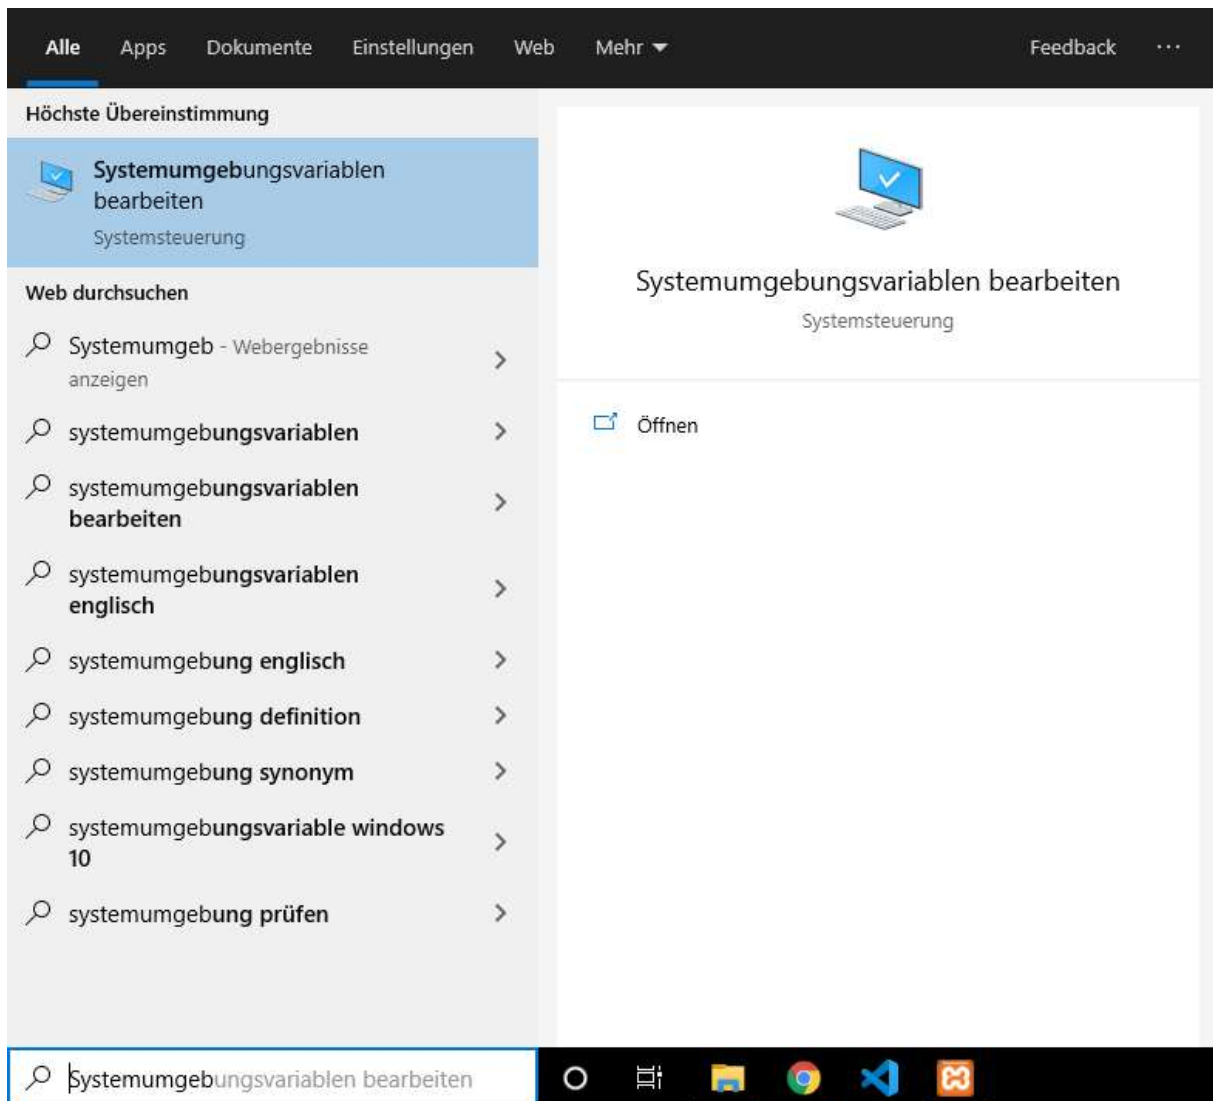 Alle Apps Dokumente Einstellungen Web Mehr Feedback ...
Höchste Übereinstimmung
Systemumgebungsvariablen
bearbeiten
Systemsteuerung
Web durchsuchen
Systemumgeb - Webergebnisse
anzeigen
systemumgebungsvariablen
systemumgebungsvariablen
bearbeiten
systemumgebungsvariablen
englisch
systemumgebung englisch
systemumgebung definition
systemumgebung synonym
systemumgebungsvariable windows
10
systemumgebung prüfen
Systemumgebungsvariablen bearbeiten
Systemsteuerung
Öffnen
Systemumgebungsvariablen bearbeiten